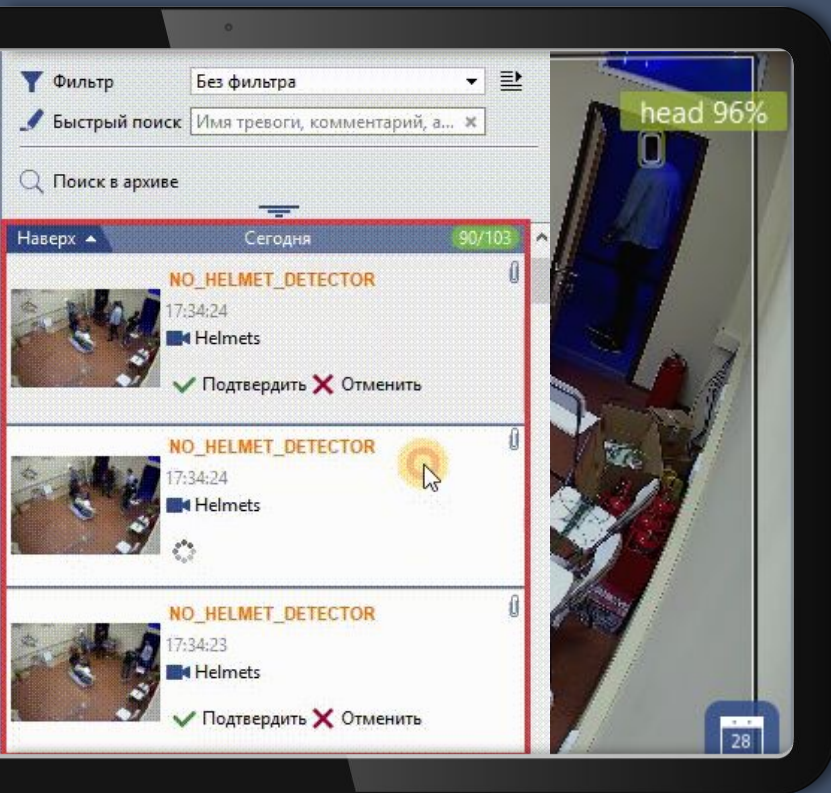 Фильтр Без фильтра
Быстрый поиск Имя тревоги, комментарий, а...
Поиск в архиве
Наверх Сегодня 90/103
NO_HELMET_DETECTOR
17:34:24
Helmets
Подтвердить Отменить
NO_HELMET_DETECTOR
17:34:24
Helmets
NO_HELMET_DETECTOR
17:34:23
Helmets
Подтвердить Отменить
head 96%
28